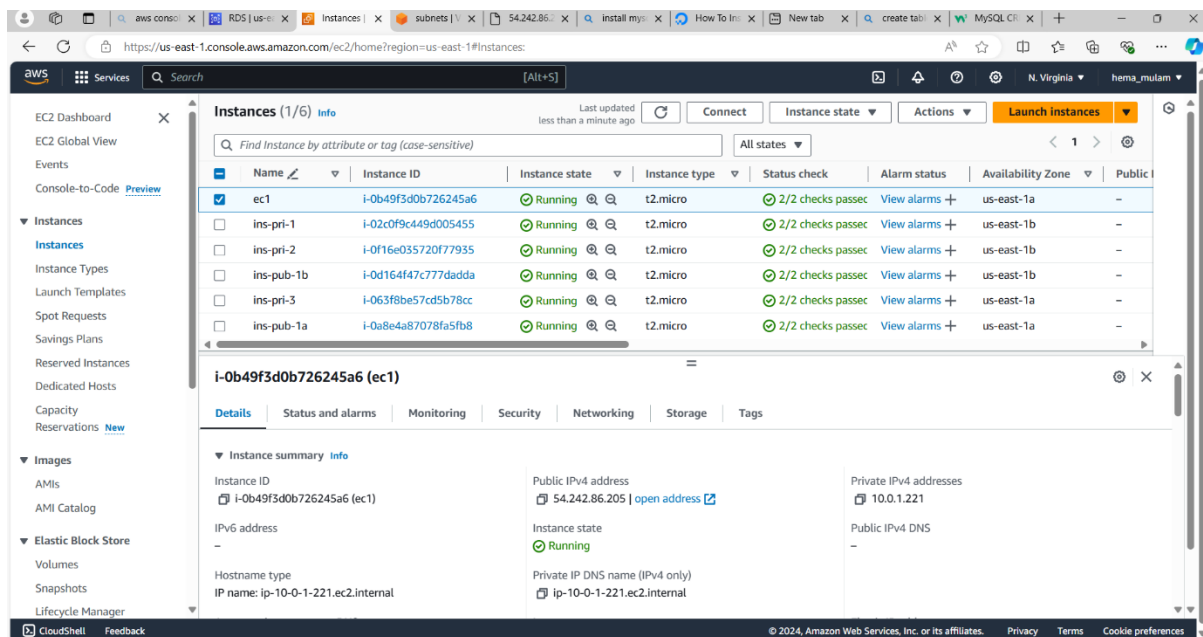 aws consol
RDS | us-e
Instances |
subnets | V
54.242.86.2
install mys
How To Ins
New tab
create tabl
MySQL CR
https://us-east-1.console.aws.amazon.com/ec2/home?region=us-east-1#Instances:
aws
Services
Search
[Alt+S]
N. Virginia
hema_mulam
EC2 Dashboard
EC2 Global View
Events
Console-to-Code Preview
Instances
Instances
Instance Types
Launch Templates
Spot Requests
Savings Plans
Reserved Instances
Dedicated Hosts
Capacity
Reservations New
Images
AMIs
AMI Catalog
Elastic Block Store
Volumes
Snapshots
Lifecycle Manager
Instances (1/6) Info
Last updated
less than a minute ago
Connect
Instance state
Actions
Launch instances
Find Instance by attribute or tag (case-sensitive)
All states
1
Name Instance ID Instance state Instance type Status check Alarm status Availability Zone Public I
ec1 i-0b49f3d0b726245a6 Running t2.micro 2/2 checks passed View alarms + us-east-1a –
ins-pri-1 i-02c0f9c449d005455 Running t2.micro 2/2 checks passed View alarms + us-east-1b –
ins-pri-2 i-0f16e035720f77935 Running t2.micro 2/2 checks passed View alarms + us-east-1b –
ins-pub-1b i-0d164f47c777dadda Running t2.micro 2/2 checks passed View alarms + us-east-1b –
ins-pri-3 i-063f8be57cd5b78cc Running t2.micro 2/2 checks passed View alarms + us-east-1a –
ins-pub-1a i-0a8e4a87078fa5fb8 Running t2.micro 2/2 checks passed View alarms + us-east-1a –
i-0b49f3d0b726245a6 (ec1)
Details Status and alarms Monitoring Security Networking Storage Tags
Instance summary Info
Instance ID
i-0b49f3d0b726245a6 (ec1)
Public IPv4 address
54.242.86.205 | open address
Private IPv4 addresses
10.0.1.221
IPv6 address
–
Instance state
Running
Public IPv4 DNS
–
Hostname type
IP name: ip-10-0-1-221.ec2.internal
Private IP DNS name (IPv4 only)
ip-10-0-1-221.ec2.internal
CloudShell Feedback
© 2024, Amazon Web Services, Inc. or its affiliates. Privacy Terms Cookie preferences